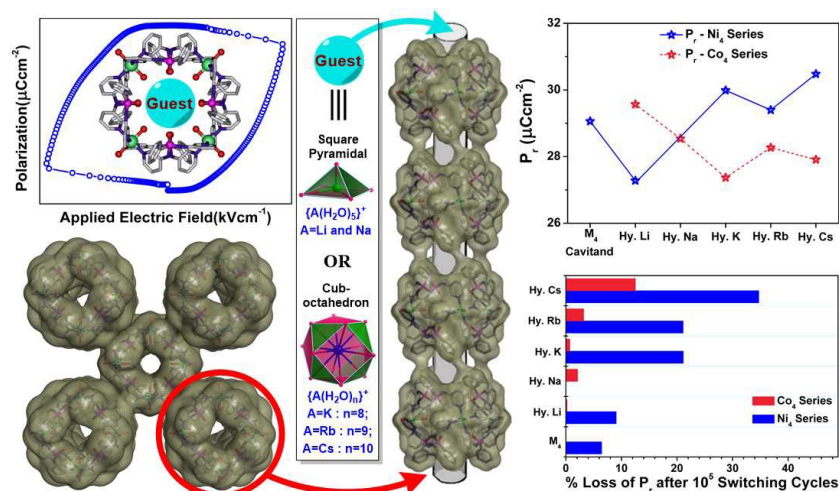 Polarization(μCcm⁻²)
Guest
Applied Electric Field(kVcm⁻¹)
Guest
Square
Pyramidal
{A(H₂O)₅}⁺
A=Li and Na
OR
Cub-
octahedron
{A(H₂O)ₙ}⁺
A=K : n=8;
A=Rb : n=9;
A=Cs : n=10
Pᵣ (μCcm⁻²)
32
30
28
26
Pᵣ - Ni₄ Series
Pᵣ - Co₄ Series
M₄
Cavitand
Hy. Li
Hy. Na
Hy. K
Hy. Rb
Hy. Cs
Hy. Cs
Hy. Rb
Hy. K
Hy. Na
Hy. Li
M₄
Co₄ Series
Ni₄ Series
0
10
20
30
40
% Loss of Pᵣ after 10⁵ Switching Cycles